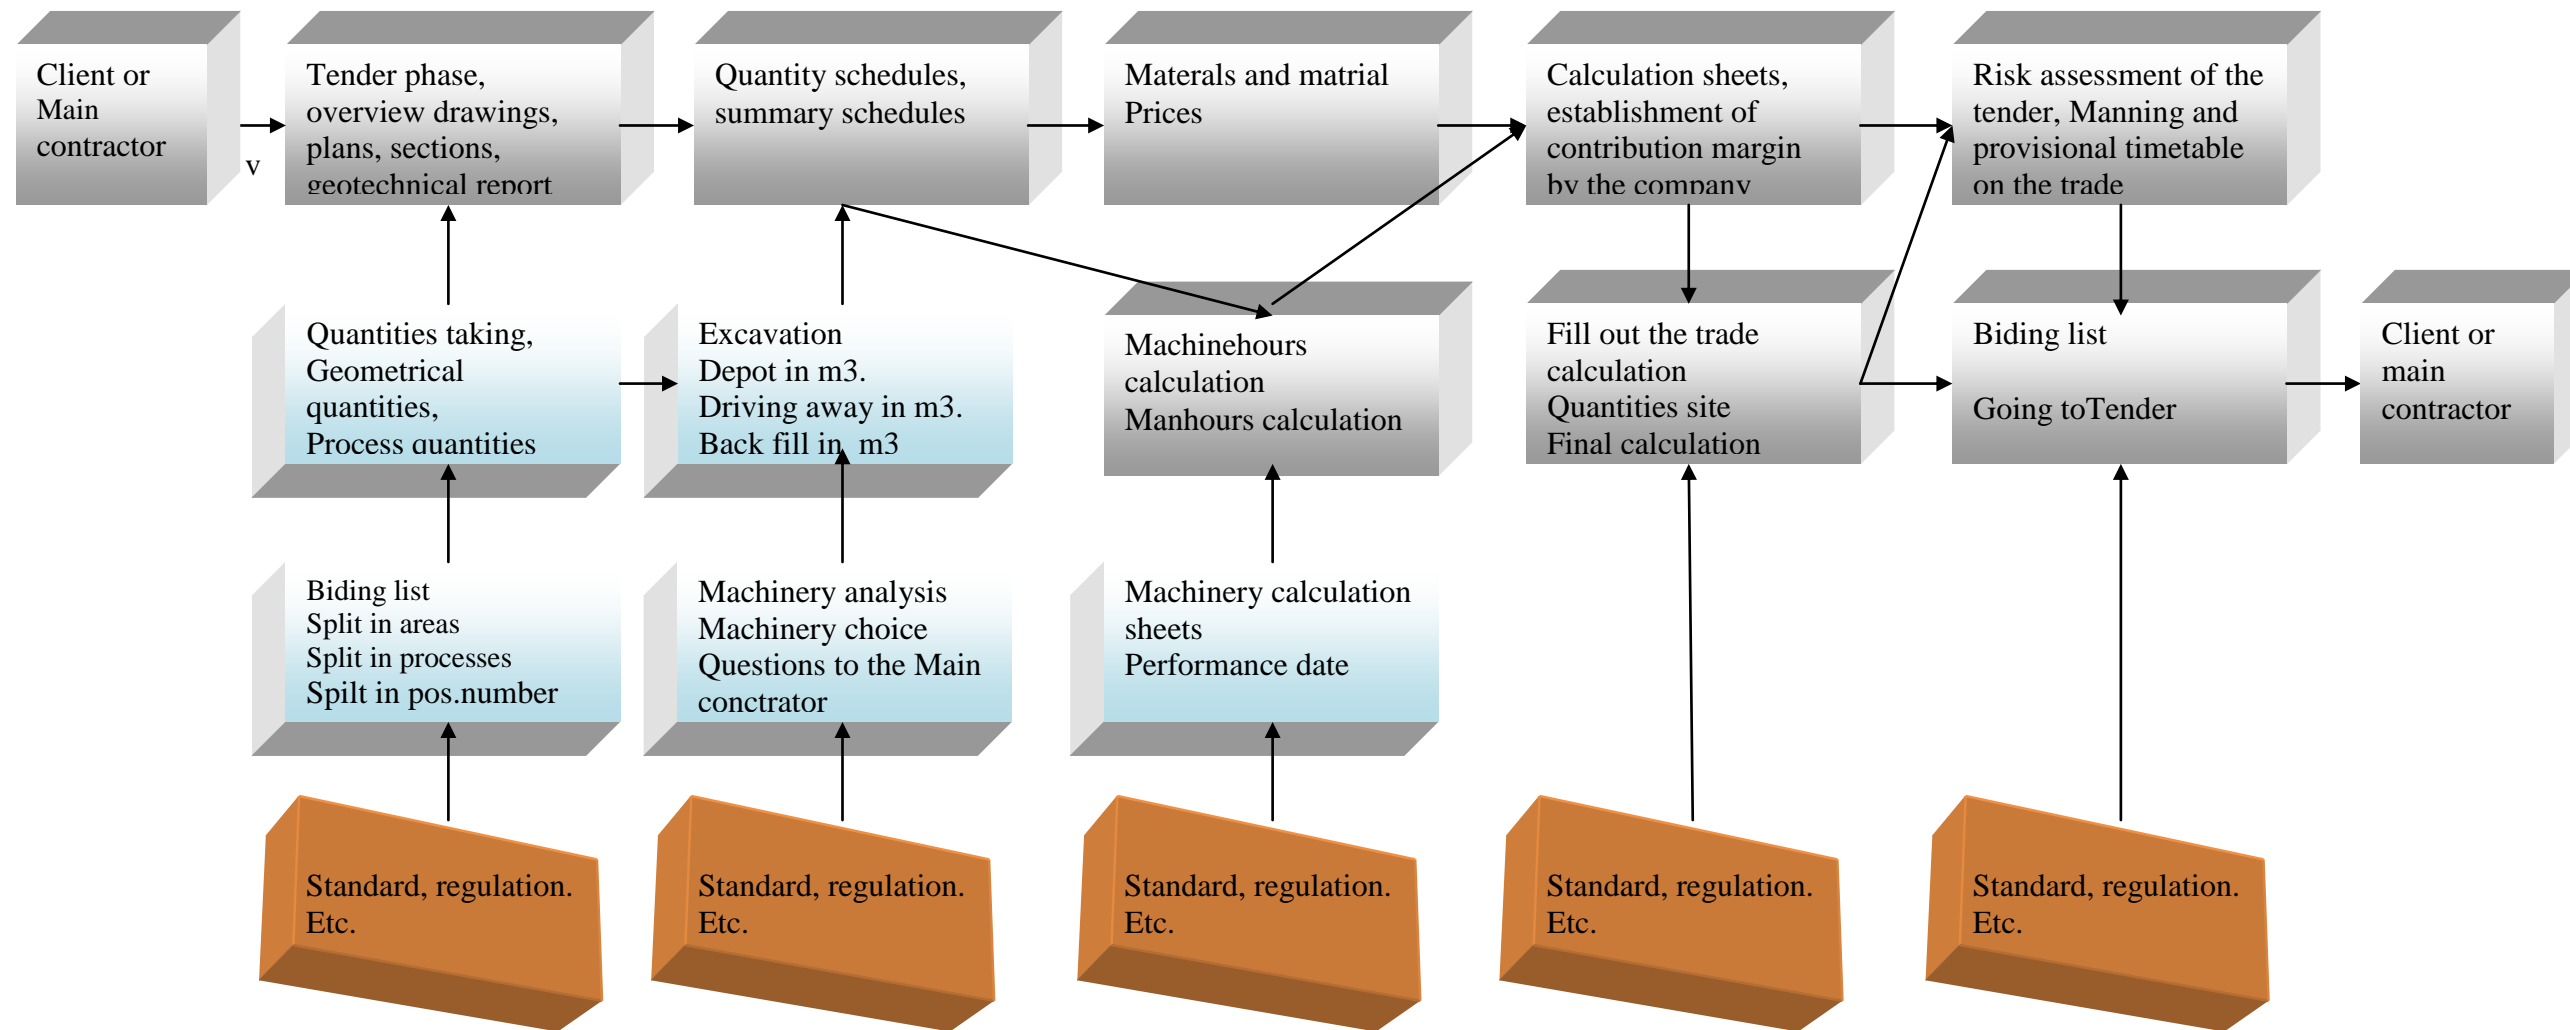 Client or
Main
contractor
v
Tender phase,
overview drawings,
plans, sections,
geotechnical report
Quantity schedules,
summary schedules
Materals and matrial
Prices
Calculation sheets,
establishment of
contribution margin
by the company
Risk assessment of the
tender, Manning and
provisional timetable
on the trade
Quantities taking,
Geometrical
quantities,
Process quantities
Excavation
Depot in m3.
Driving away in m3.
Back fill in m3
Machinehours
calculation
Manhours calculation
Fill out the trade
calculation
Quantities site
Final calculation
Biding list
Going toTender
Client or
main
contractor
Biding list
Split in areas
Split in processes
Spilt in pos.number
Machinery analysis
Machinery choice
Questions to the Main
conctrator
Machinery calculation
sheets
Performance date
Standard, regulation.
Etc.
Standard, regulation.
Etc.
Standard, regulation.
Etc.
Standard, regulation.
Etc.
Standard, regulation.
Etc.